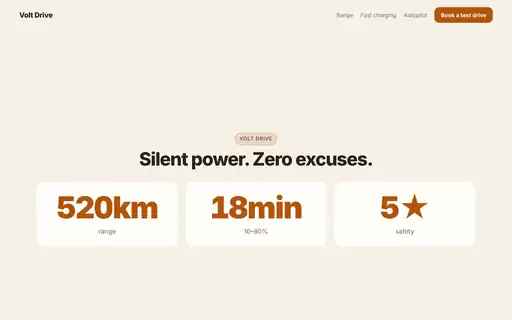 Volt Drive
Range Fast charging Autopilot Book a test drive
VOLT DRIVE
Silent power. Zero excuses.
520km 18min 5★
range 10–80% safety